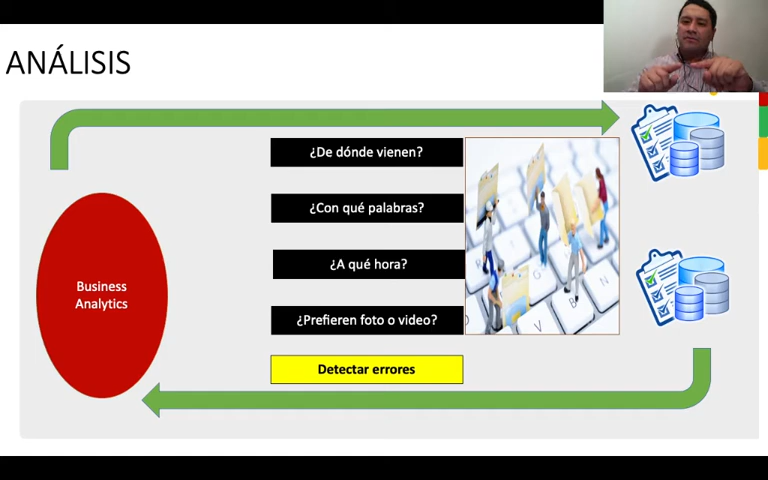 ANÁLISIS
¿De dónde vienen?
¿Con qué palabras?
¿A qué hora?
¿Prefieren foto o video?
Detectar errores
Business
Analytics